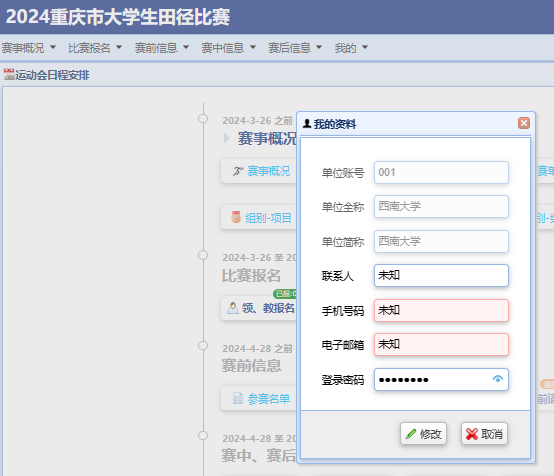 2024重庆市大学生田径比赛
赛事概况 比赛报名 赛前信息 赛中信息 赛后信息 我的
运动会日程安排
2024-3-26 之前
赛事概况
赛事概况
组别-项目
2024-3-26 至 20
比赛报名
领、教报名
2024-4-28 之前
赛前信息
参赛名单
2024-4-28 至 20
赛中、赛后
我的资料
单位账号 001
单位全称 西南大学
单位简称 西南大学
联系人 未知
手机号码 未知
电子邮箱 未知
登录密码 ●●●●●●●●
修改 取消